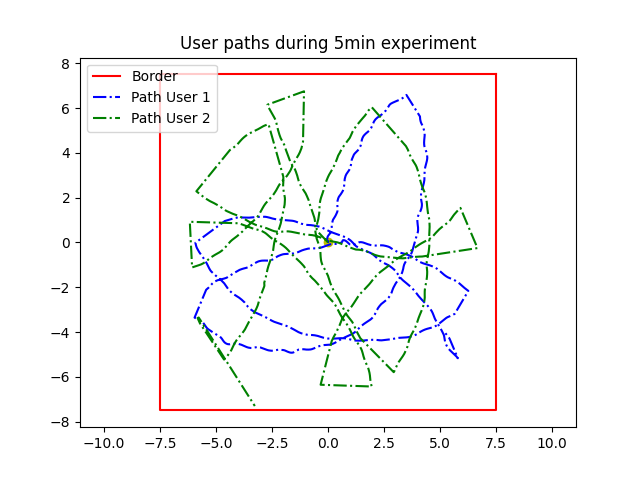 User paths during 5min experiment
Border
Path User 1
Path User 2
8
6
4
2
0
−2
−4
−6
−8
−10.0 −7.5 −5.0 −2.5 0.0 2.5 5.0 7.5 10.0